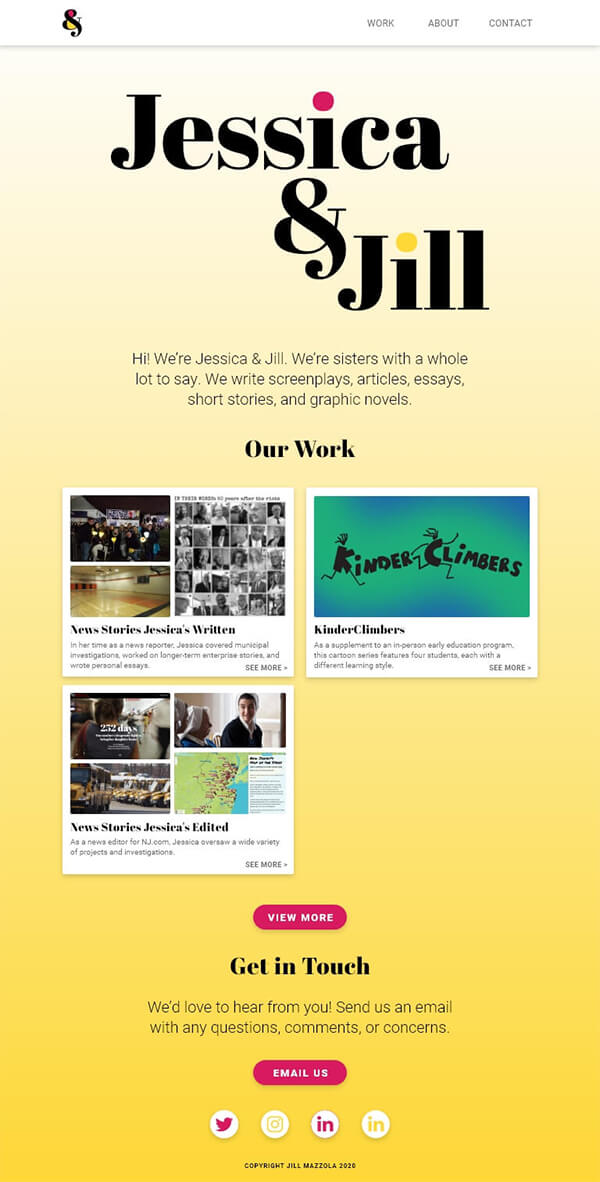 &
WORK ABOUT CONTACT
Jessica
&
Jill
Hi! We're Jessica & Jill. We're sisters with a whole
lot to say. We write screenplays, articles, essays,
short stories, and graphic novels.
Our Work
IN THEIR WORDS: 50 years after the riots
News Stories Jessica's Written
In her time as a news reporter, Jessica covered municipal
investigations, worked on longer-term enterprise stories, and
wrote personal essays.
SEE MORE >
KINDERCLIMBERS
KinderClimbers
As a supplement to an in-person early education program,
this cartoon series features four students, each with a
different learning style.
SEE MORE >
252 days
News Stories Jessica's Edited
As a news editor for NJ.com, Jessica oversaw a wide variety
of projects and investigations.
SEE MORE >
VIEW MORE
Get in Touch
We'd love to hear from you! Send us an email
with any questions, comments, or concerns.
EMAIL US
in
in
COPYRIGHT JILL MAZZOLA 2020